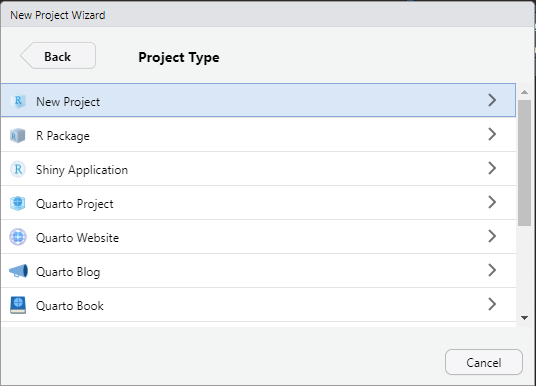 New Project Wizard
Back
Project Type
R New Project
R Package
R Shiny Application
Quarto Project
Quarto Website
Quarto Blog
Quarto Book
Cancel